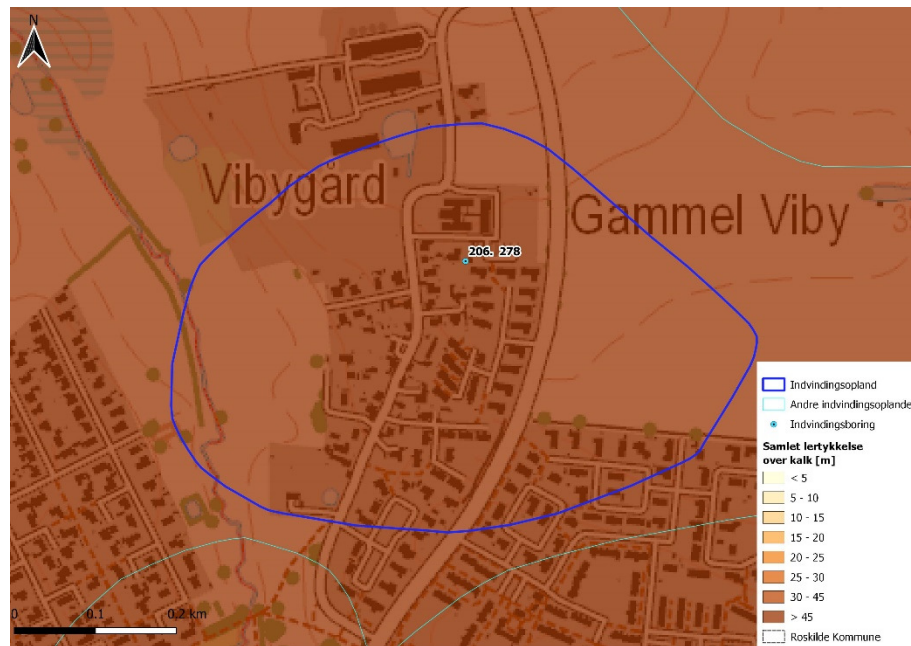 N
Vibygård
Gammel Viby
3
206. 278
0 0.1 0.2 km
Indvindingsopland
Andre indvindingsoplande
Indvindingsboring
Samlet lertykkelse
over kalk [m]
< 5
5 - 10
10 - 15
15 - 20
20 - 25
25 - 30
30 - 45
> 45
Roskilde Kommune